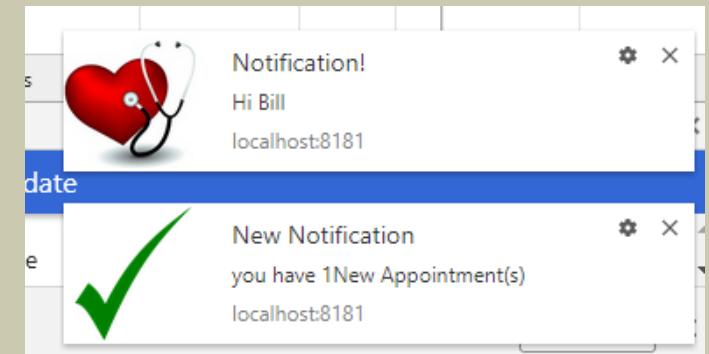 s
Notification!
Hi Bill
localhost:8181
date
New Notification
e
you have 1New Appointment(s)
localhost:8181